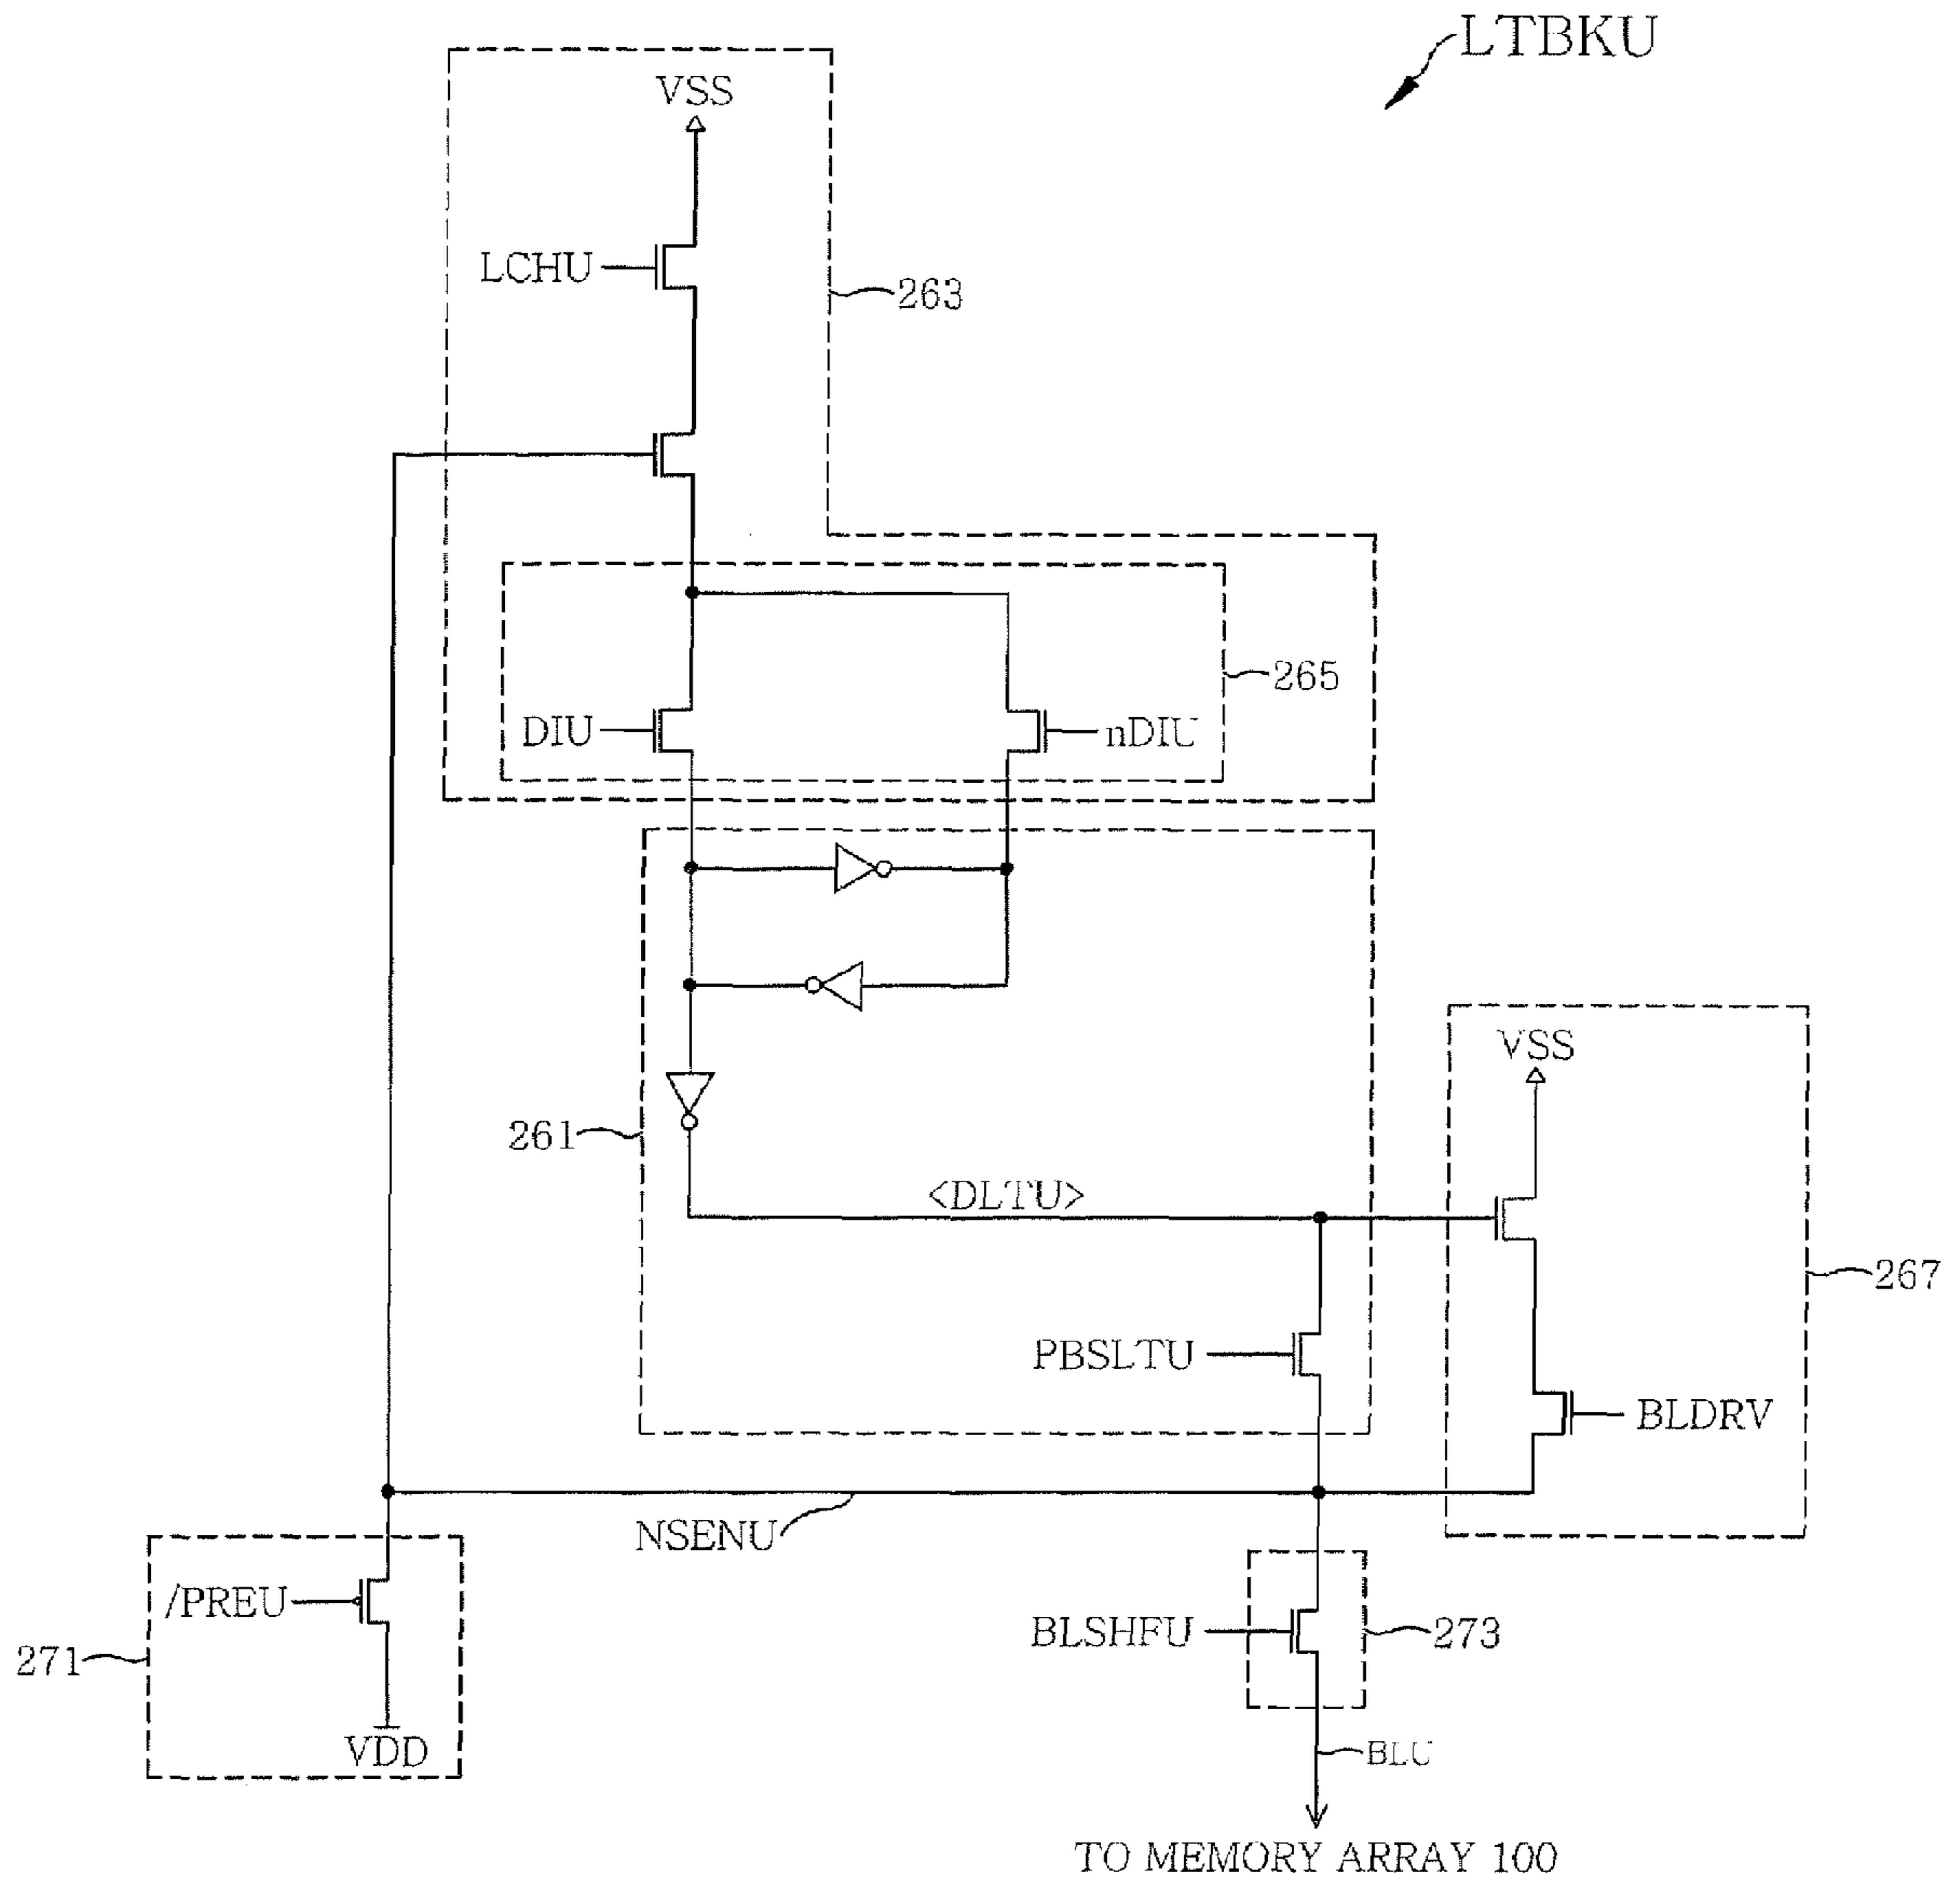 LTBKU
VSS
LCHU
263
265
DIU
nDIU
VSS
261
<DLTU>
267
PBSLTU
BLDRV
NSENU
/PREU
271
BLSHFU
273
VDD
BLU
TO MEMORY ARRAY 100